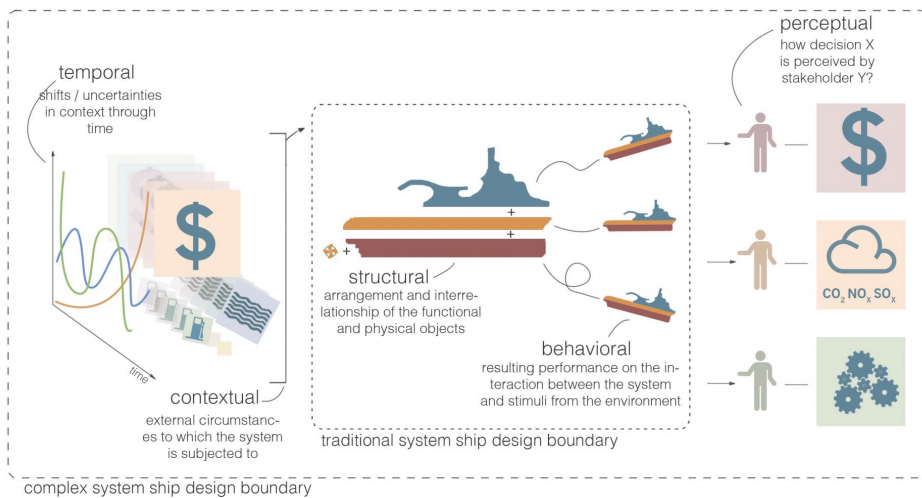 temporal
shifts / uncertainties
in context through
time
$
time
contextual
external circumstanc-
es to which the system
is subjected to
+
+
+
structural
arrangement and interre-
lationship of the functional
and physical objects
behavioral
resulting performance on the in-
teraction between the system
and stimuli from the environment
traditional system ship design boundary
perceptual
how decision X
is perceived by
stakeholder Y?
$
CO₂ NOₓ SOₓ
complex system ship design boundary